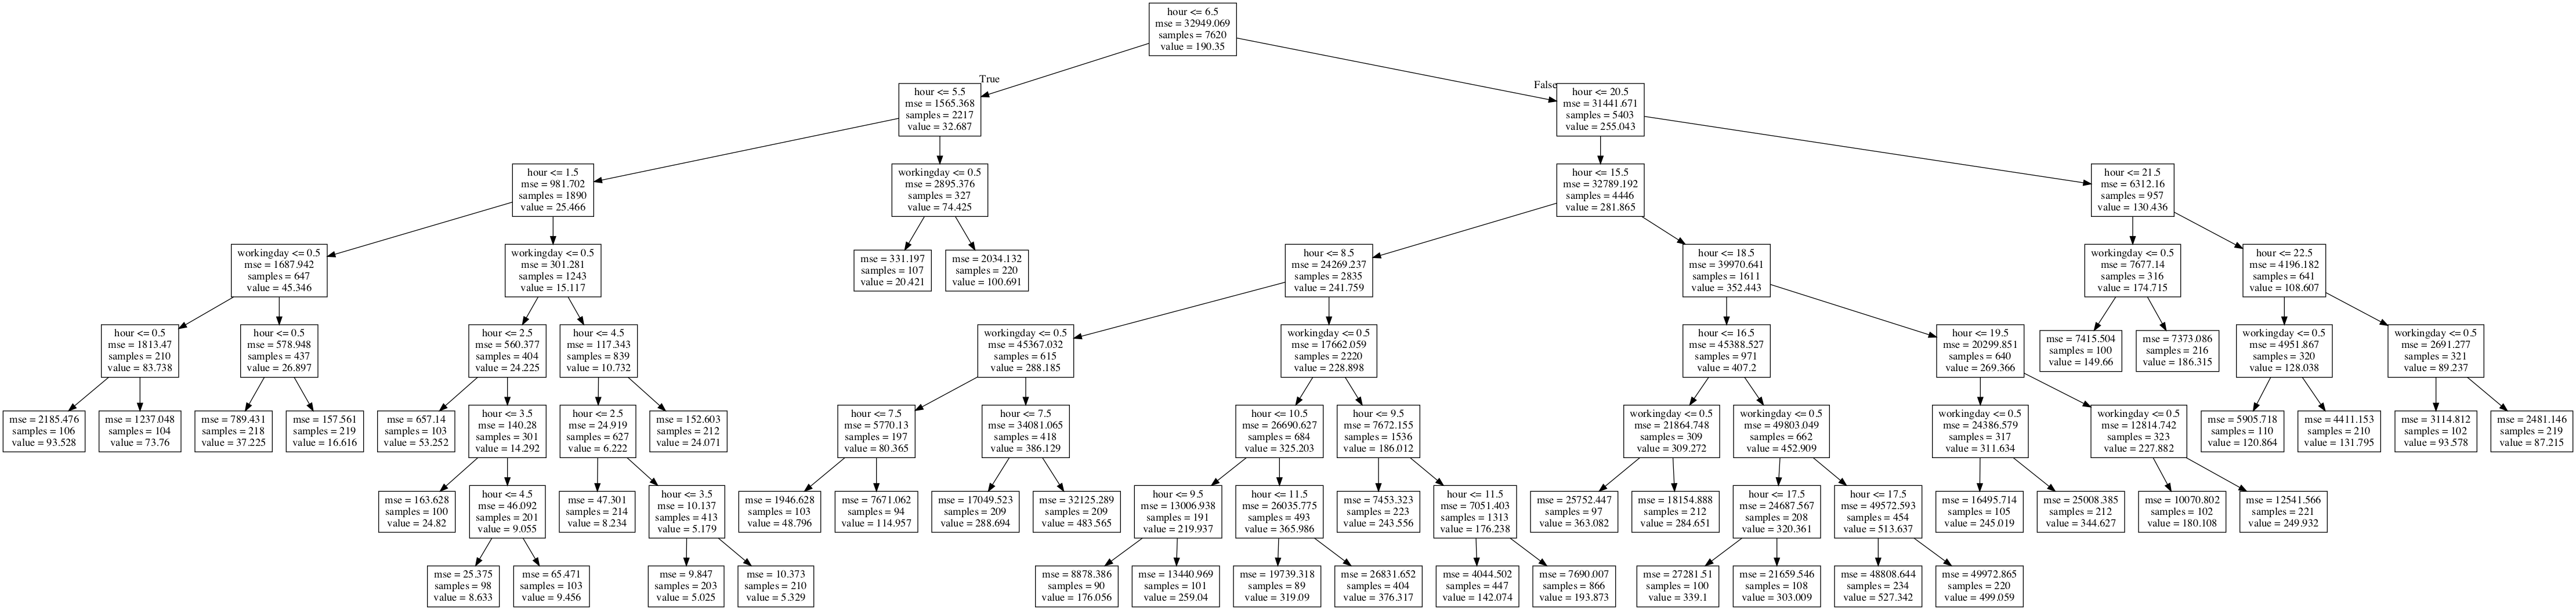 hour <= 6.5
mse = 32949.069
samples = 7620
value = 190.35
True
False
hour <= 5.5
mse = 1565.368
samples = 2217
value = 32.687
hour <= 20.5
mse = 31441.671
samples = 5403
value = 255.043
hour <= 1.5
mse = 981.702
samples = 1890
value = 25.466
workingday <= 0.5
mse = 2895.376
samples = 327
value = 74.425
hour <= 15.5
mse = 32789.192
samples = 4446
value = 281.865
hour <= 21.5
mse = 6312.16
samples = 957
value = 130.436
workingday <= 0.5
mse = 1687.942
samples = 647
value = 45.346
workingday <= 0.5
mse = 301.281
samples = 1243
value = 15.117
mse = 331.197
samples = 107
value = 20.421
mse = 2034.132
samples = 220
value = 100.691
hour <= 8.5
mse = 24269.237
samples = 2835
value = 241.759
hour <= 18.5
mse = 39970.641
samples = 1611
value = 352.443
workingday <= 0.5
mse = 7677.14
samples = 316
value = 174.715
hour <= 22.5
mse = 4196.182
samples = 641
value = 108.607
hour <= 0.5
mse = 1813.47
samples = 210
value = 83.738
hour <= 0.5
mse = 578.948
samples = 437
value = 26.897
hour <= 2.5
mse = 560.377
samples = 404
value = 24.225
hour <= 4.5
mse = 117.343
samples = 839
value = 10.732
workingday <= 0.5
mse = 45367.032
samples = 615
value = 288.185
workingday <= 0.5
mse = 17662.059
samples = 2220
value = 228.898
hour <= 16.5
mse = 45388.527
samples = 971
value = 407.2
hour <= 19.5
mse = 20299.851
samples = 640
value = 269.366
mse = 7415.504
samples = 100
value = 149.66
mse = 7373.086
samples = 216
value = 186.315
workingday <= 0.5
mse = 4951.867
samples = 320
value = 128.038
workingday <= 0.5
mse = 2691.277
samples = 321
value = 89.237
mse = 2185.476
samples = 106
value = 93.528
mse = 1237.048
samples = 104
value = 73.76
mse = 789.431
samples = 218
value = 37.225
mse = 157.561
samples = 219
value = 16.616
mse = 657.14
samples = 103
value = 53.252
hour <= 3.5
mse = 140.28
samples = 301
value = 14.292
hour <= 2.5
mse = 24.919
samples = 627
value = 6.222
mse = 152.603
samples = 212
value = 24.071
hour <= 7.5
mse = 5770.13
samples = 197
value = 80.365
hour <= 7.5
mse = 34081.065
samples = 418
value = 386.129
hour <= 10.5
mse = 26690.627
samples = 684
value = 325.203
hour <= 9.5
mse = 7672.155
samples = 1536
value = 186.012
workingday <= 0.5
mse = 21864.748
samples = 309
value = 309.272
workingday <= 0.5
mse = 49803.049
samples = 662
value = 452.909
workingday <= 0.5
mse = 24386.579
samples = 317
value = 311.634
workingday <= 0.5
mse = 12814.742
samples = 323
value = 227.882
mse = 5905.718
samples = 110
value = 120.864
mse = 4411.153
samples = 210
value = 131.795
mse = 3114.812
samples = 102
value = 93.578
mse = 2481.146
samples = 219
value = 87.215
mse = 163.628
samples = 100
value = 24.82
hour <= 4.5
mse = 46.092
samples = 201
value = 9.055
mse = 47.301
samples = 214
value = 8.234
hour <= 3.5
mse = 10.137
samples = 413
value = 5.179
mse = 1946.628
samples = 103
value = 48.796
mse = 7671.062
samples = 94
value = 114.957
mse = 17049.523
samples = 209
value = 288.694
mse = 32125.289
samples = 209
value = 483.565
hour <= 9.5
mse = 13006.938
samples = 191
value = 219.937
hour <= 11.5
mse = 26035.775
samples = 493
value = 365.986
mse = 7453.323
samples = 223
value = 243.556
hour <= 11.5
mse = 7051.403
samples = 1313
value = 176.238
mse = 25752.447
samples = 97
value = 363.082
mse = 18154.888
samples = 212
value = 284.651
hour <= 17.5
mse = 24687.567
samples = 208
value = 320.361
hour <= 17.5
mse = 49572.593
samples = 454
value = 513.637
mse = 16495.714
samples = 105
value = 245.019
mse = 25008.385
samples = 212
value = 344.627
mse = 10070.802
samples = 102
value = 180.108
mse = 12541.566
samples = 221
value = 249.932
mse = 25.375
samples = 98
value = 8.633
mse = 65.471
samples = 103
value = 9.456
mse = 9.847
samples = 203
value = 5.025
mse = 10.373
samples = 210
value = 5.329
mse = 8878.386
samples = 90
value = 176.056
mse = 13440.969
samples = 101
value = 259.04
mse = 19739.318
samples = 89
value = 319.09
mse = 26831.652
samples = 404
value = 376.317
mse = 4044.502
samples = 447
value = 142.074
mse = 7690.007
samples = 866
value = 193.873
mse = 27281.51
samples = 100
value = 339.1
mse = 21659.546
samples = 108
value = 303.009
mse = 48808.644
samples = 234
value = 527.342
mse = 49972.865
samples = 220
value = 499.059